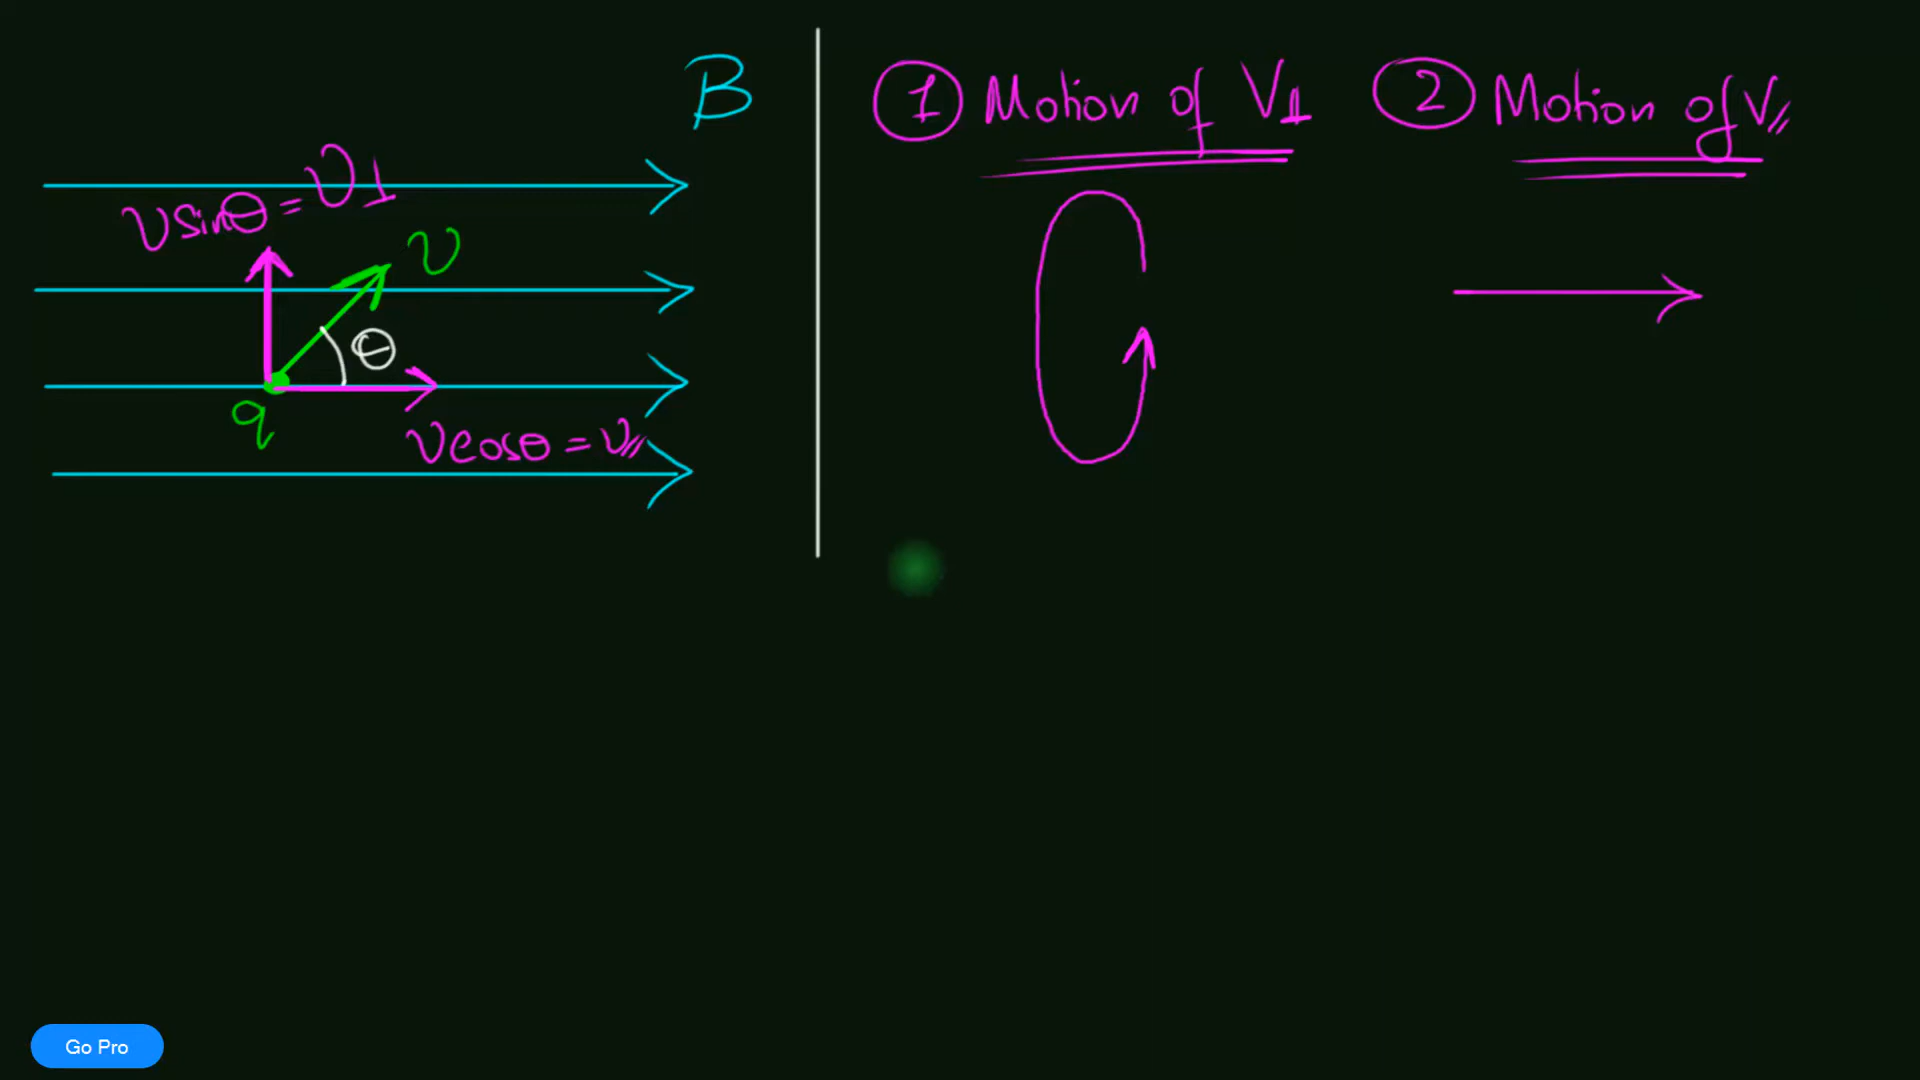 B
① Motion of V⊥
② Motion of V∥
vsinθ = v⊥
v
θ
q
vcosθ = v∥
Go Pro